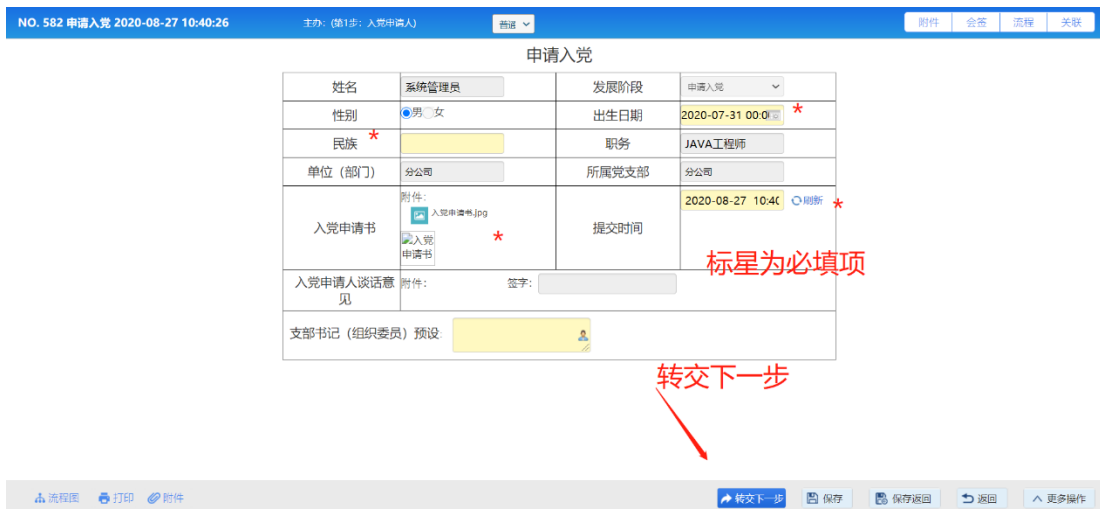 NO. 582 申请入党 2020-08-27 10:40:26 主办: (第1步: 入党申请人) 普通 附件 会签 流程 关联
申请入党
姓名 系统管理员 发展阶段 申请入党
性别 男 女 出生日期 2020-07-31 00:0 *
民族 * 职务 JAVA工程师
单位（部门） 分公司 所属党支部 分公司
入党申请书 附件: 入党申请书.jpg
入党申请书 *
提交时间 2020-08-27 10:4 刷新 *
标星为必填项
入党申请人谈话意见 附件: 签字:
支部书记（组织委员）预设:
转交下一步
流程图 打印 附件 转交下一步 保存 保存返回 返回 更多操作